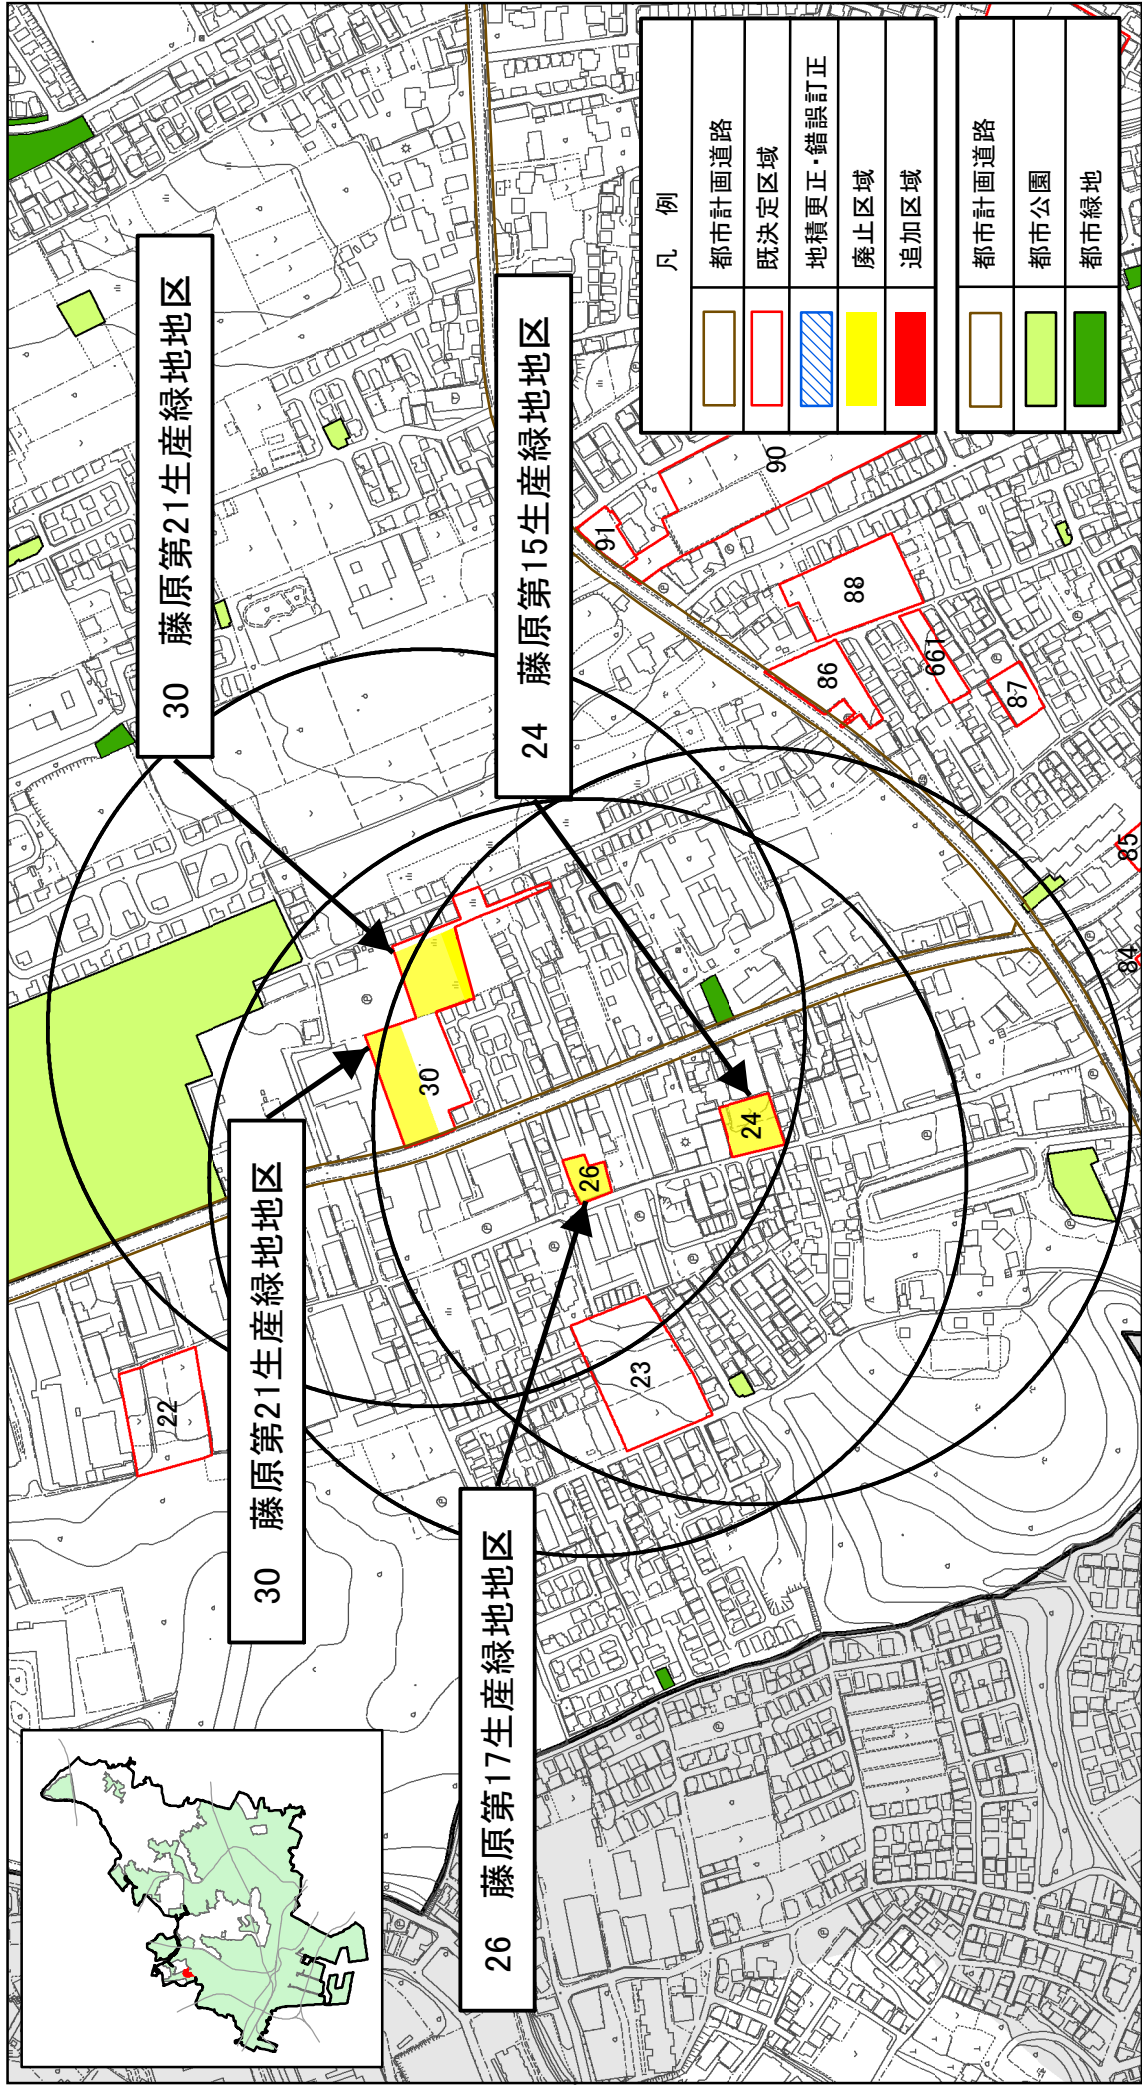 30　藤原第21生産緑地地区
24　藤原第15生産緑地地区
30　藤原第21生産緑地地区
26　藤原第17生産緑地地区
22
23
24
26
30
84
85
86
87
88
90
91
661
凡　例
都市計画道路
既決定区域
地積更正・錯誤訂正
廃止区域
追加区域
都市計画道路
都市公園
都市緑地